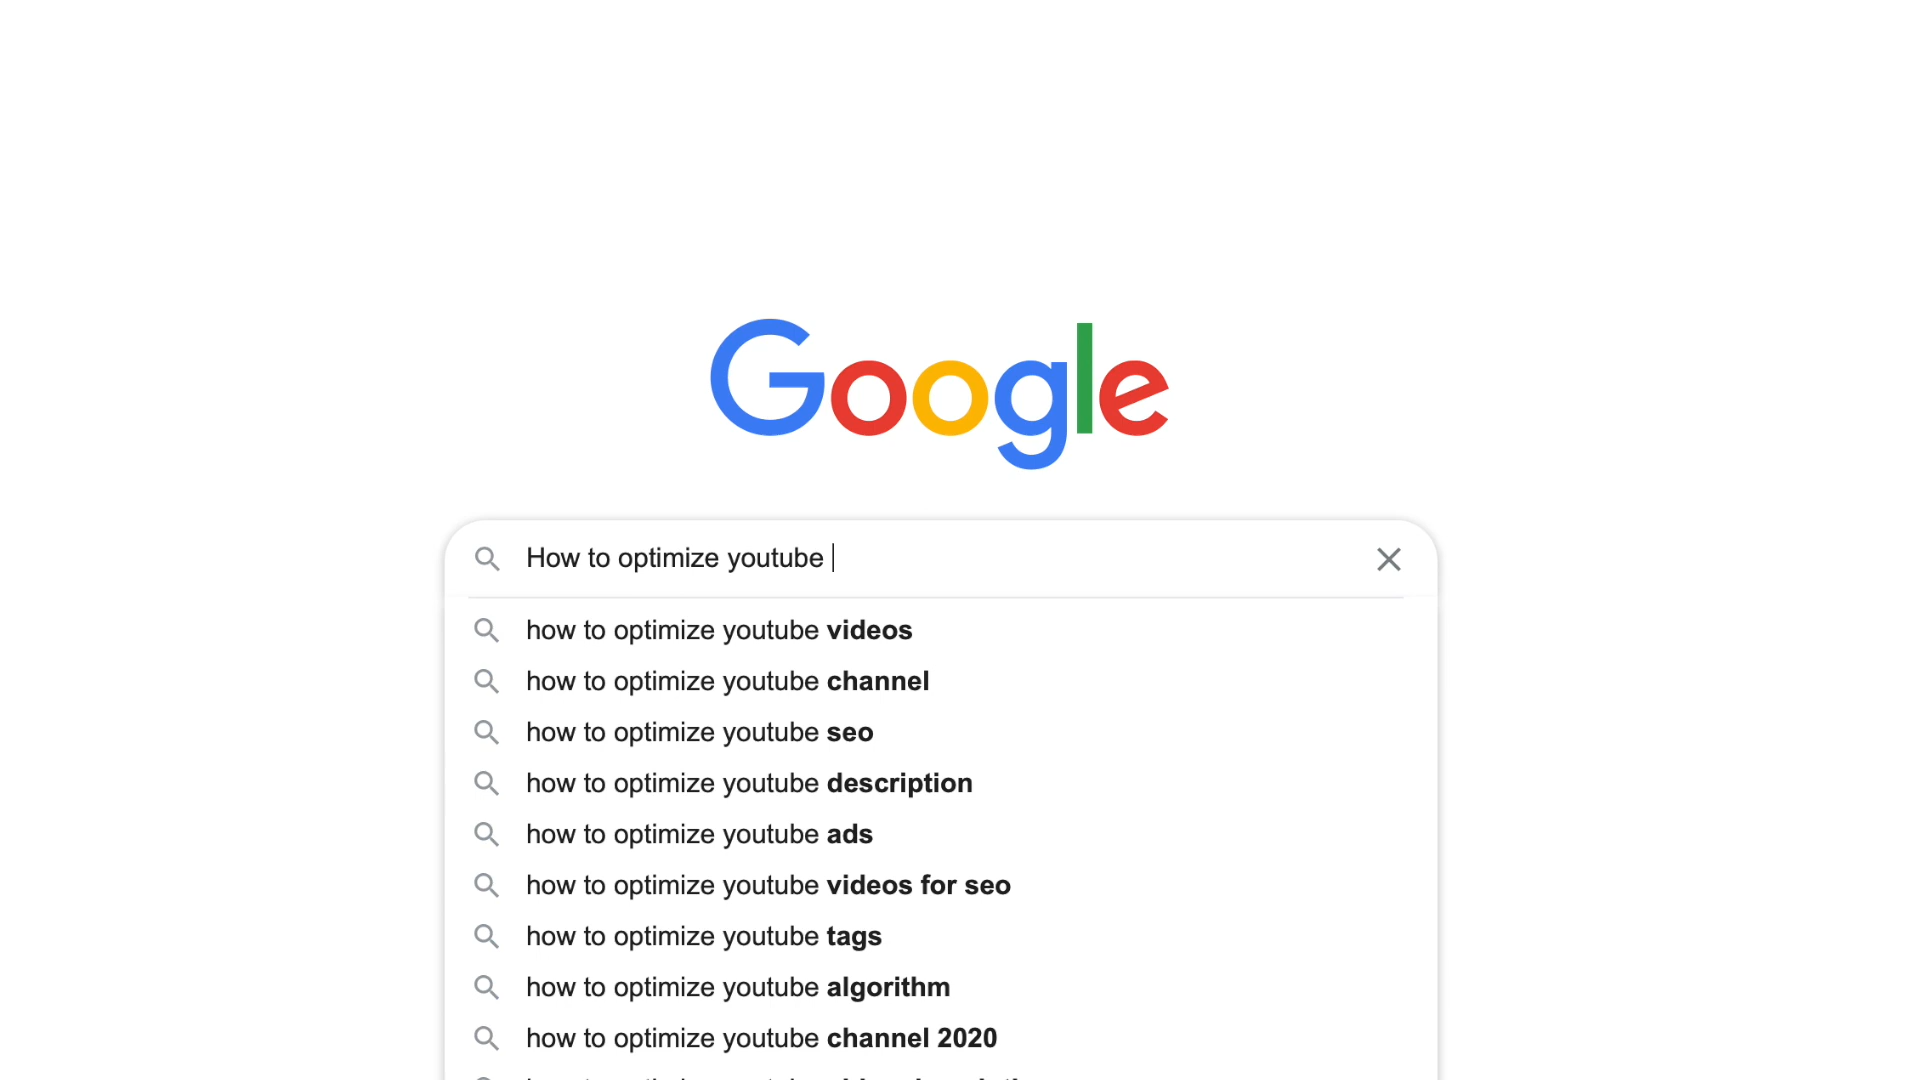 Google
How to optimize youtube
how to optimize youtube videos
how to optimize youtube channel
how to optimize youtube seo
how to optimize youtube description
how to optimize youtube ads
how to optimize youtube videos for seo
how to optimize youtube tags
how to optimize youtube algorithm
how to optimize youtube channel 2020